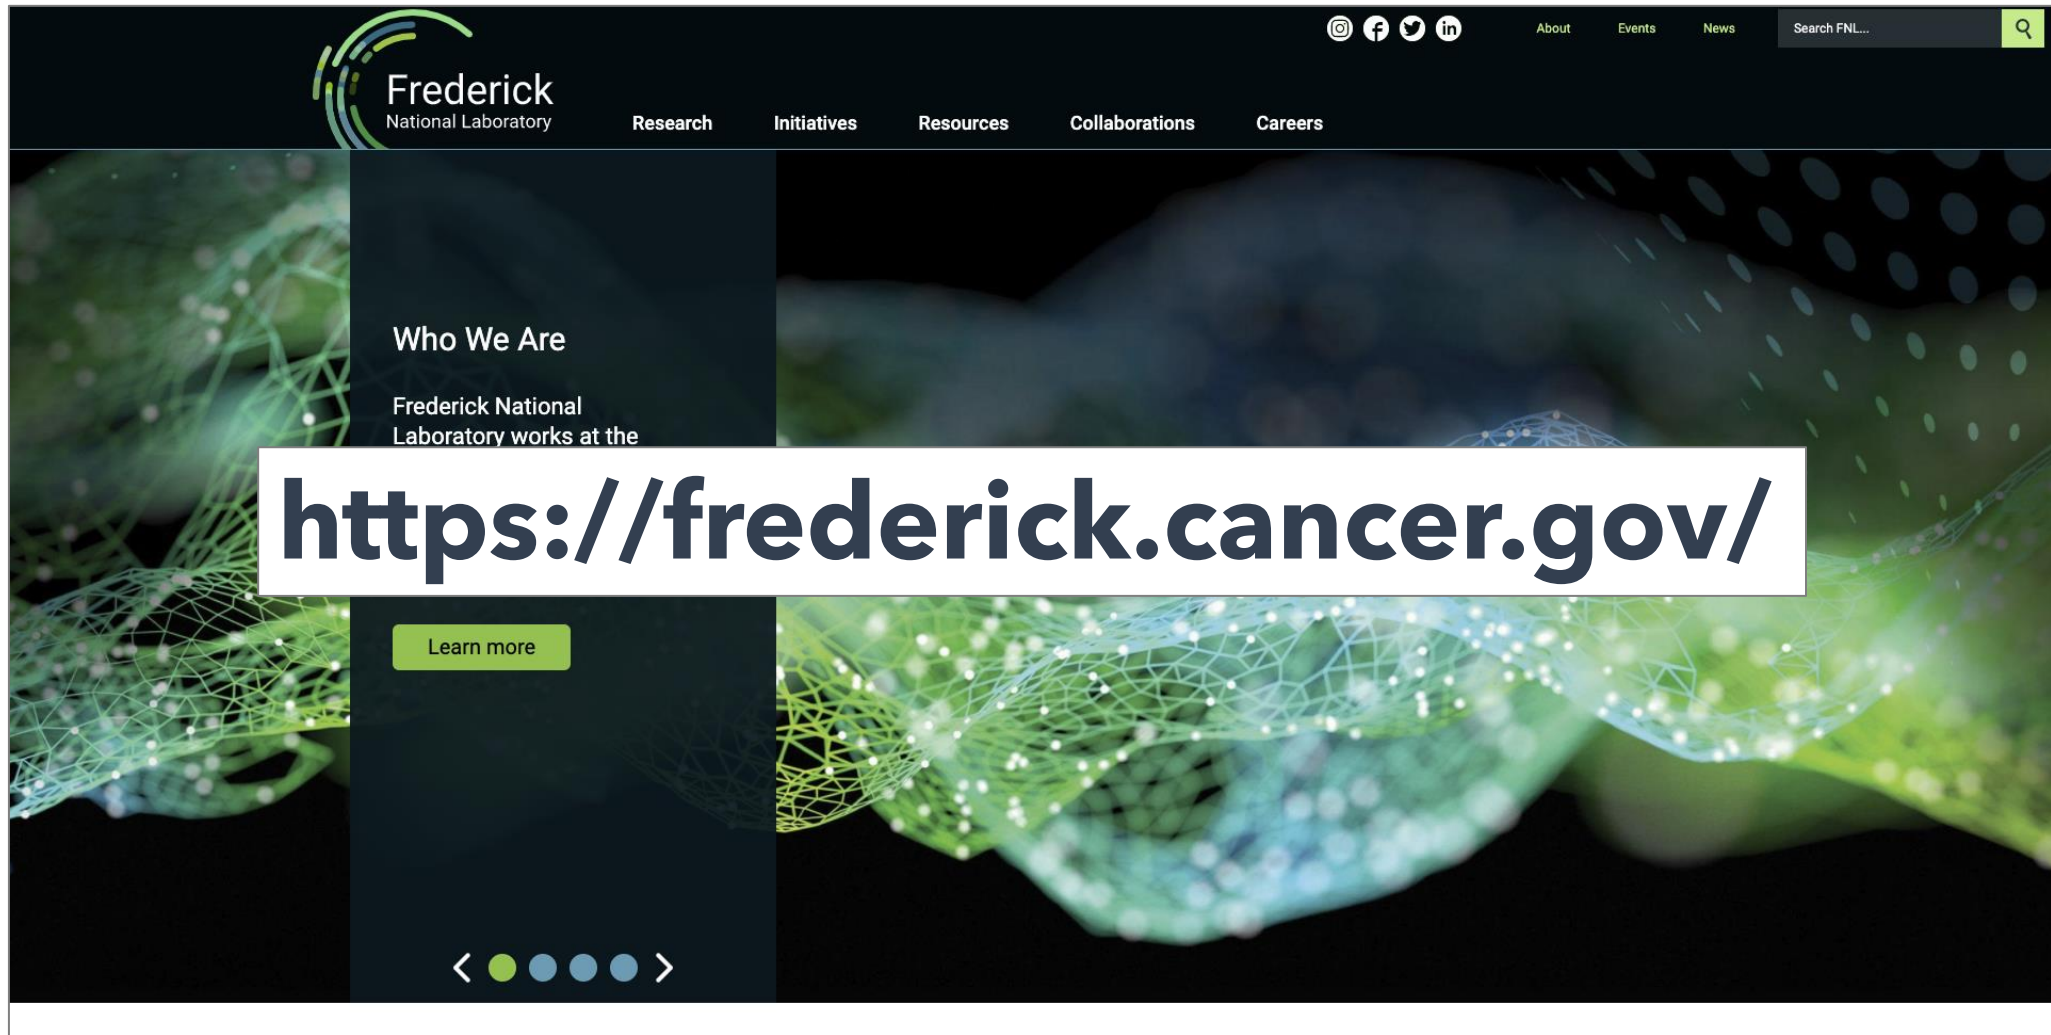 About Events News Search FNL...
Frederick
National Laboratory
Research Initiatives Resources Collaborations Careers
Who We Are
Frederick National
Laboratory works at the
https://frederick.cancer.gov/
Learn more